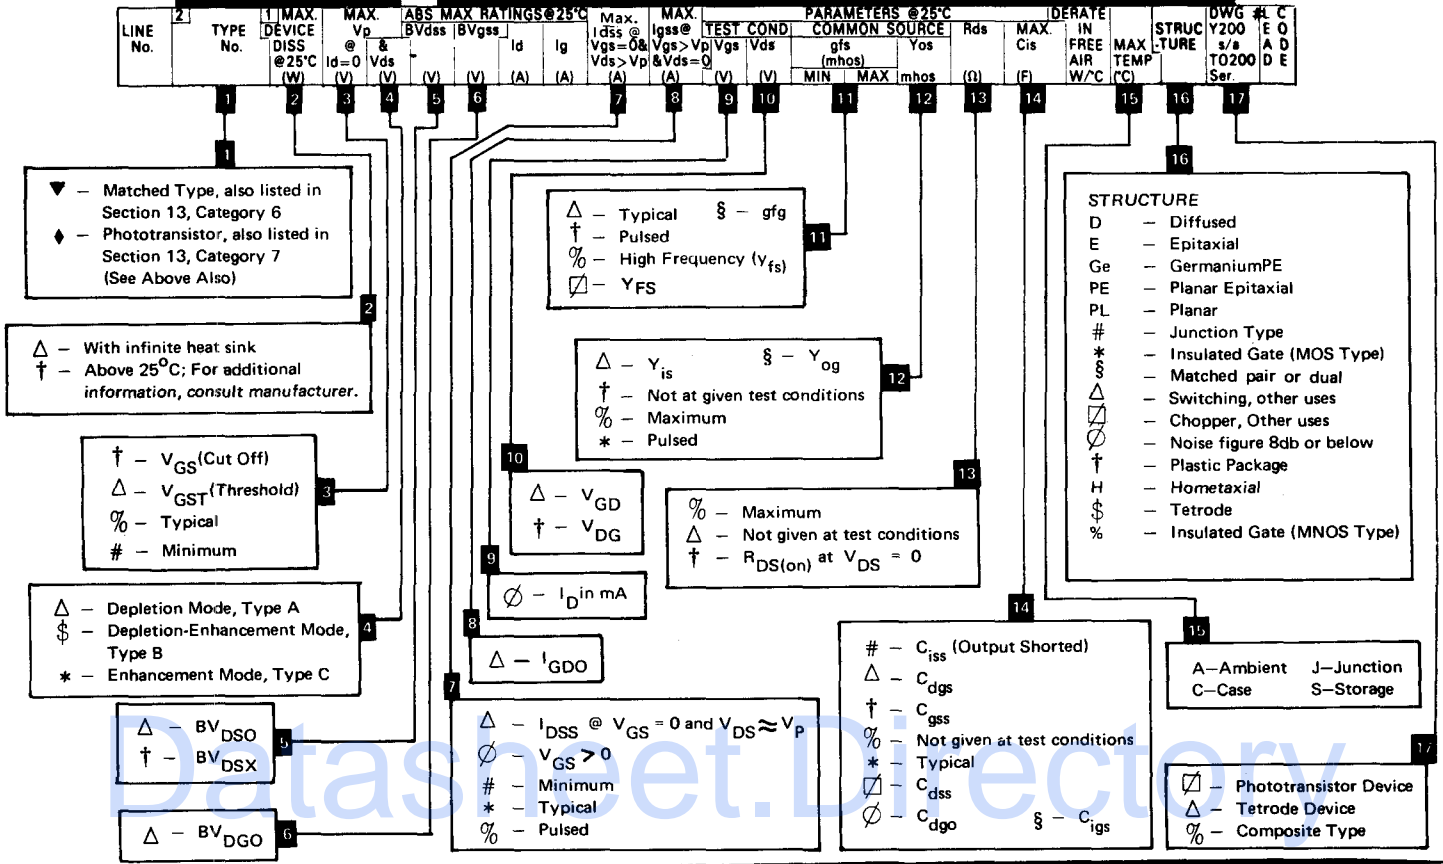 LINE No.
2 TYPE No.
1 MAX. DEVICE DISS @25°C (W)
MAX. Vp @ Id=0 (V) & Vds (V)
ABS MAX RATINGS@25°C
BVdss (V) BVgss (V) Id (A) Ig (A)
Max. Idss @ Vgs=0& Vds>Vp (A)
MAX. Igss@ Vgs>Vp &Vds=0 (A)
PARAMETERS @25°C
TEST COND Vgs (V) Vds (V)
COMMON SOURCE
gfs (mhos) MIN MAX
Yos mhos
Rds (Ω)
MAX. Cis (F)
DERATE IN FREE AIR W/°C
MAX TEMP (°C)
STRUC-TURE
DWG # Y200 s/s TO200 Ser.
LEAD CODE
1 2 3 4 5 6 7 8 9 10 11 12 13 14 15 16 17
1
▼ – Matched Type, also listed in
Section 13, Category 6
♦ – Phototransistor, also listed in
Section 13, Category 7
(See Above Also)
2
△ – With infinite heat sink
† – Above 25°C; For additional
information, consult manufacturer.
3
† – VGS (Cut Off)
△ – VGST (Threshold)
% – Typical
# – Minimum
4
△ – Depletion Mode, Type A
$ – Depletion-Enhancement Mode,
Type B
* – Enhancement Mode, Type C
5
△ – BVDSO
† – BVDSX
6
△ – BVDGO
7
△ – IDSS @ VGS = 0 and VDS ≈ VP
∅ – VGS > 0
# – Minimum
* – Typical
% – Pulsed
8
△ – IGDO
9
∅ – ID in mA
10
△ – VGD
† – VDG
11
△ – Typical § – gfg
† – Pulsed
% – High Frequency (yfs)
⍁ – YFS
12
△ – Yis § – Yog
† – Not at given test conditions
% – Maximum
* – Pulsed
13
% – Maximum
△ – Not given at test conditions
† – RDS(on) at VDS = 0
14
# – Ciss (Output Shorted)
△ – Cdgs
† – Cgss
% – Not given at test conditions
* – Typical
⍁ – Cdss
∅ – Cdgo § – Cigs
15
A–Ambient J–Junction
C–Case S–Storage
16
STRUCTURE
D – Diffused
E – Epitaxial
Ge – GermaniumPE
PE – Planar Epitaxial
PL – Planar
# – Junction Type
* – Insulated Gate (MOS Type)
§ – Matched pair or dual
△ – Switching, other uses
⍁ – Chopper, Other uses
∅ – Noise figure 8db or below
† – Plastic Package
H – Hometaxial
$ – Tetrode
% – Insulated Gate (MNOS Type)
17
⍁ – Phototransistor Device
△ – Tetrode Device
% – Composite Type
Datasheet.Directory